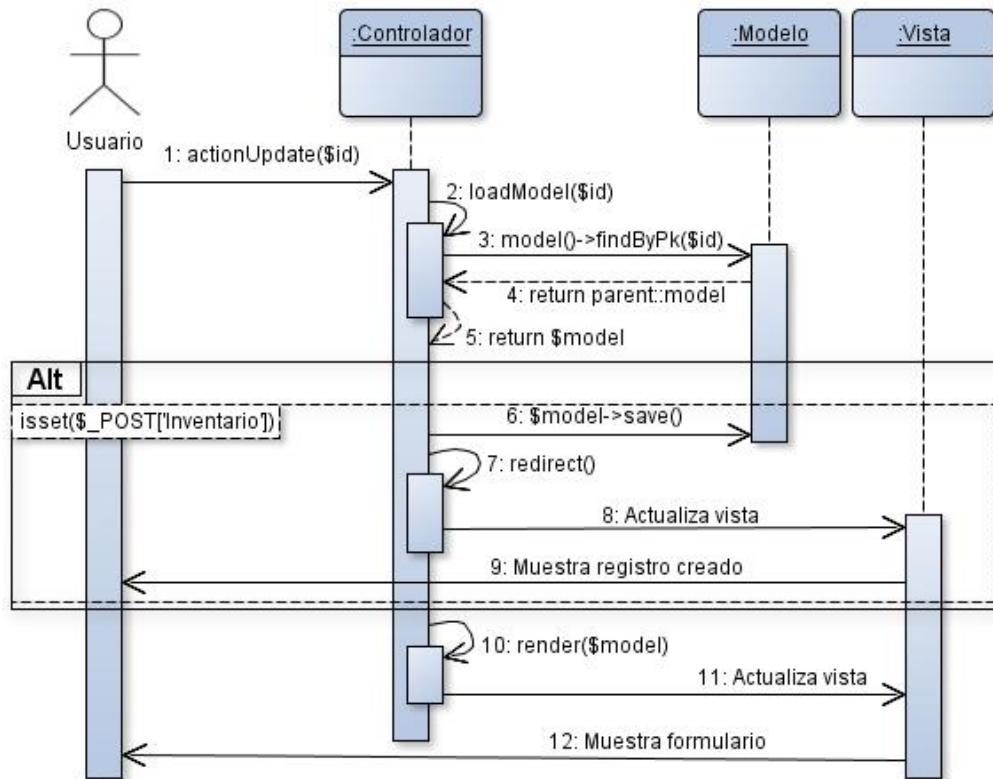 :Controlador
:Modelo
:Vista
Usuario
1: actionUpdate($id)
2: loadModel($id)
3: model()->findByPk($id)
4: return parent::model
5: return $model
Alt
isset($_POST['Inventario'])
6: $model->save()
7: redirect()
8: Actualiza vista
9: Muestra registro creado
10: render($model)
11: Actualiza vista
12: Muestra formulario